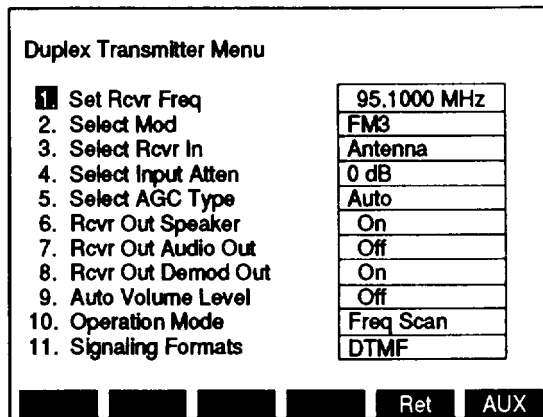 Duplex Transmitter Menu
1. Set Rcvr Freq 95.1000 MHz
2. Select Mod FM3
3. Select Rcvr In Antenna
4. Select Input Atten 0 dB
5. Select AGC Type Auto
6. Rcvr Out Speaker On
7. Rcvr Out Audio Out Off
8. Rcvr Out Demod Out On
9. Auto Volume Level Off
10. Operation Mode Freq Scan
11. Signaling Formats DTMF
Ret AUX